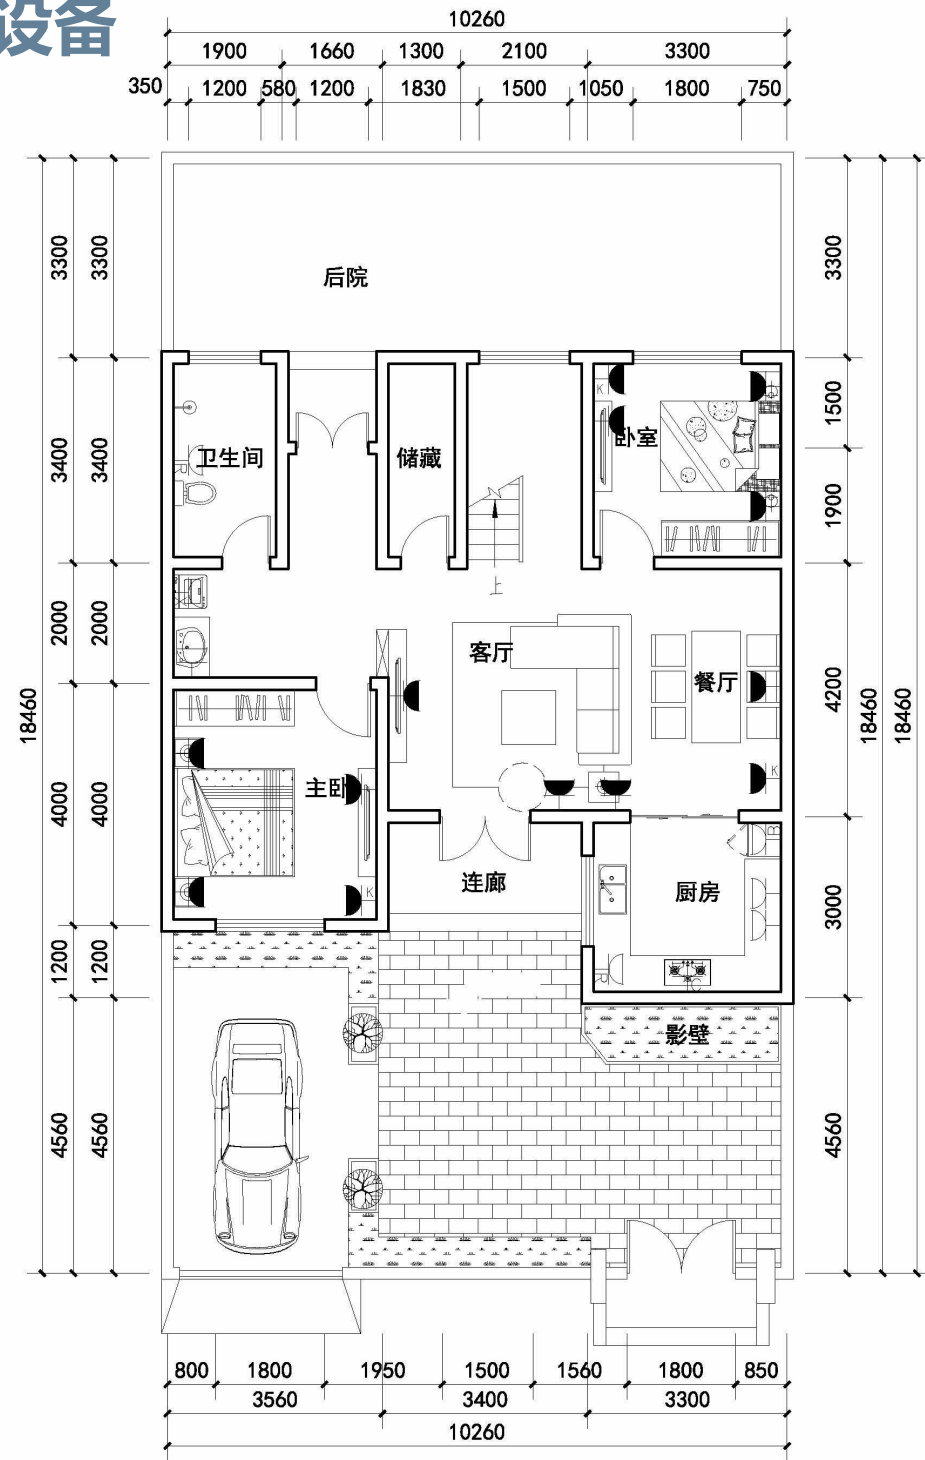 设备
10260
1900 1660 1300 2100 3300
350 1200 580 1200 1830 1500 1050 1800 750
3300 3300 后院 3300
3400 3400 卫生间 储藏 卧室 K 1500
R 1900
上
2000 2000 客厅 餐厅 4200
18460 18460 18460
4000 4000 主卧 K
K 连廊 厨房 B 3000
1200 1200 R C
影壁
4560 4560 4560
800 1800 1950 1500 1560 1800 850
3560 3400 3300
10260